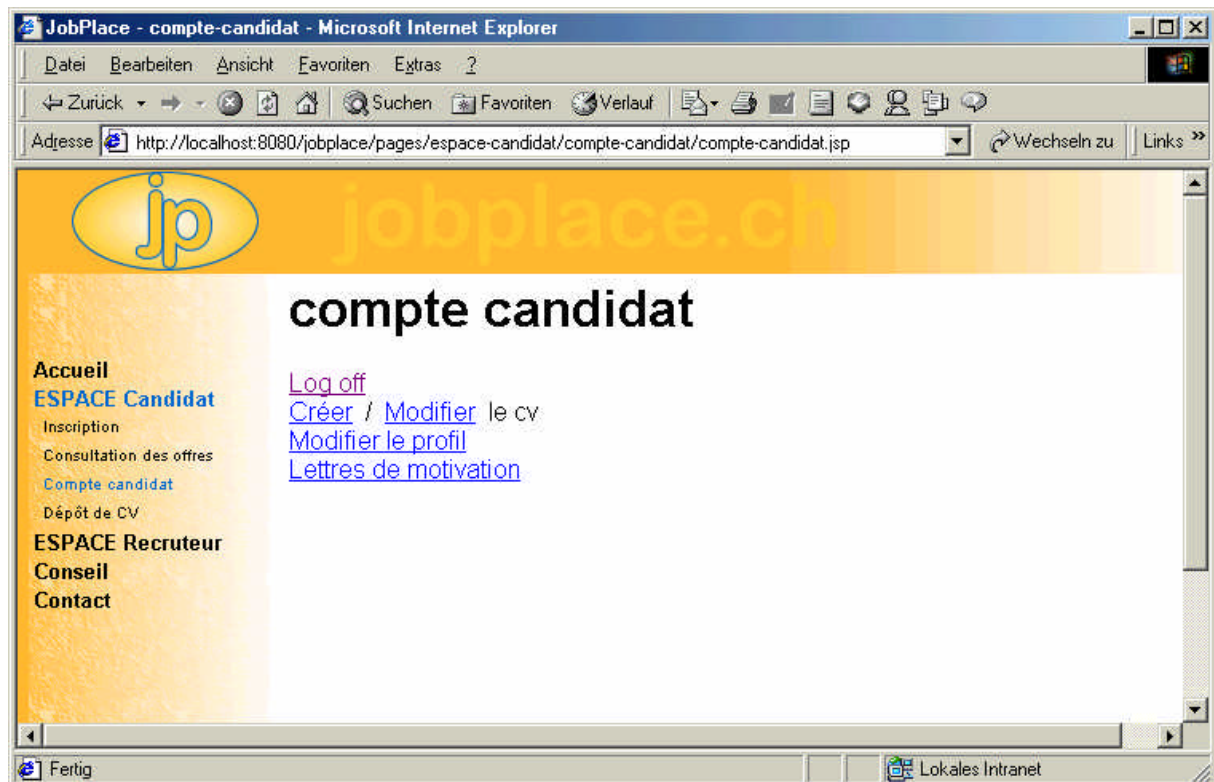 JobPlace - compte-candidat - Microsoft Internet Explorer
Datei Bearbeiten Ansicht Favoriten Extras ?
Zurück Suchen Favoriten Verlauf
Adresse http://localhost:8080/jobplace/pages/espace-candidat/compte-candidat/compte-candidat.jsp Wechseln zu Links »
jp jobplace.ch
compte candidat
Accueil
ESPACE Candidat
Inscription
Consultation des offres
Compte candidat
Dépôt de CV
ESPACE Recruteur
Conseil
Contact
Log off
Créer / Modifier le cv
Modifier le profil
Lettres de motivation
Fertig Lokales Intranet